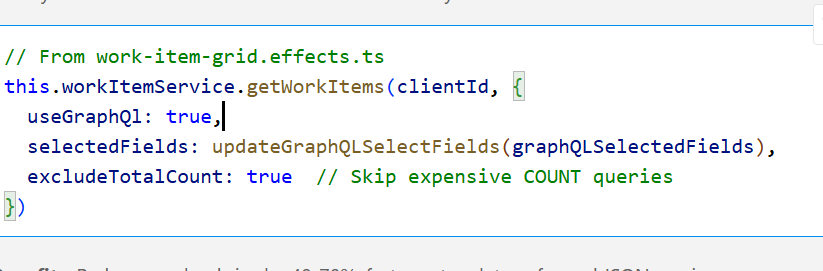 // From work-item-grid.effects.ts
this.workItemService.getWorkItems(clientId, {
  useGraphQl: true,
  selectedFields: updateGraphQLSelectFields(graphQLSelectedFields),
  excludeTotalCount: true  // Skip expensive COUNT queries
})